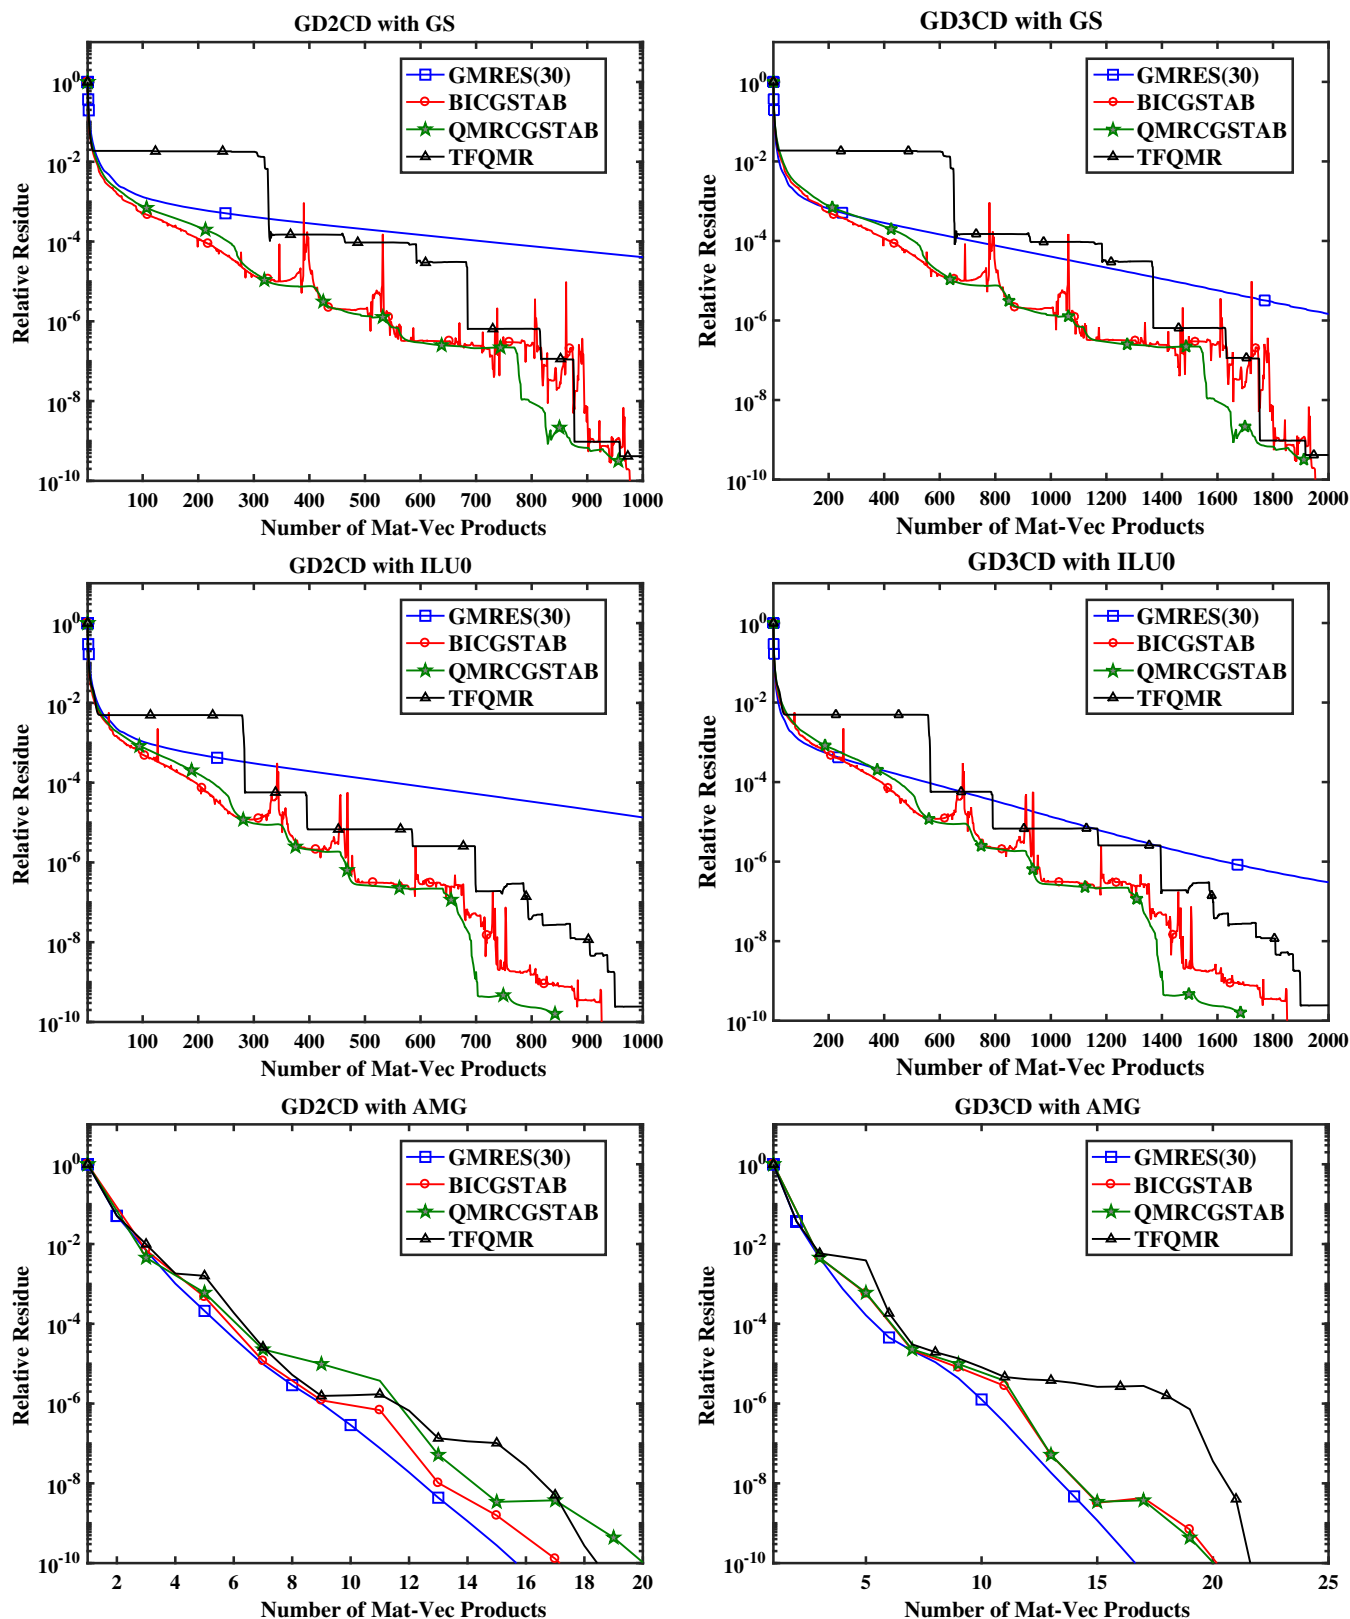 GD2CD with GS
GMRES(30)
BICGSTAB
QMRCGSTAB
TFQMR
10^0
10^-2
10^-4
10^-6
10^-8
10^-10
Relative Residue
100 200 300 400 500 600 700 800 900 1000
Number of Mat-Vec Products
GD3CD with GS
GMRES(30)
BICGSTAB
QMRCGSTAB
TFQMR
10^0
10^-2
10^-4
10^-6
10^-8
10^-10
Relative Residue
200 400 600 800 1000 1200 1400 1600 1800 2000
Number of Mat-Vec Products
GD2CD with ILU0
GMRES(30)
BICGSTAB
QMRCGSTAB
TFQMR
10^0
10^-2
10^-4
10^-6
10^-8
10^-10
Relative Residue
100 200 300 400 500 600 700 800 900 1000
Number of Mat-Vec Products
GD3CD with ILU0
GMRES(30)
BICGSTAB
QMRCGSTAB
TFQMR
10^0
10^-2
10^-4
10^-6
10^-8
10^-10
Relative Residue
200 400 600 800 1000 1200 1400 1600 1800 2000
Number of Mat-Vec Products
GD2CD with AMG
GMRES(30)
BICGSTAB
QMRCGSTAB
TFQMR
10^0
10^-2
10^-4
10^-6
10^-8
10^-10
Relative Residue
2 4 6 8 10 12 14 16 18 20
Number of Mat-Vec Products
GD3CD with AMG
GMRES(30)
BICGSTAB
QMRCGSTAB
TFQMR
10^0
10^-2
10^-4
10^-6
10^-8
10^-10
Relative Residue
5 10 15 20 25
Number of Mat-Vec Products